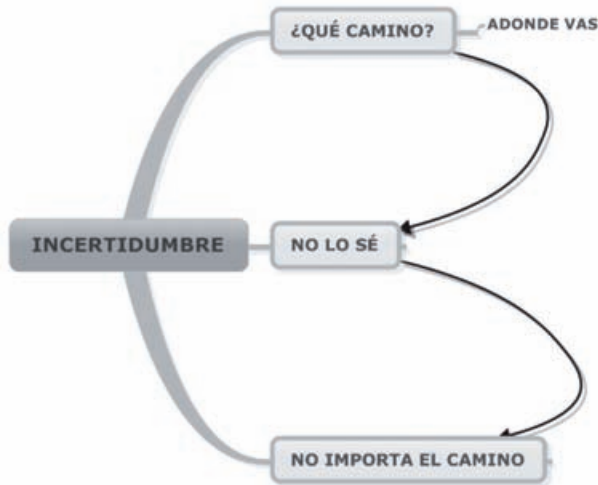 ¿QUÉ CAMINO?
ADONDE VAS
INCERTIDUMBRE
NO LO SÉ
NO IMPORTA EL CAMINO